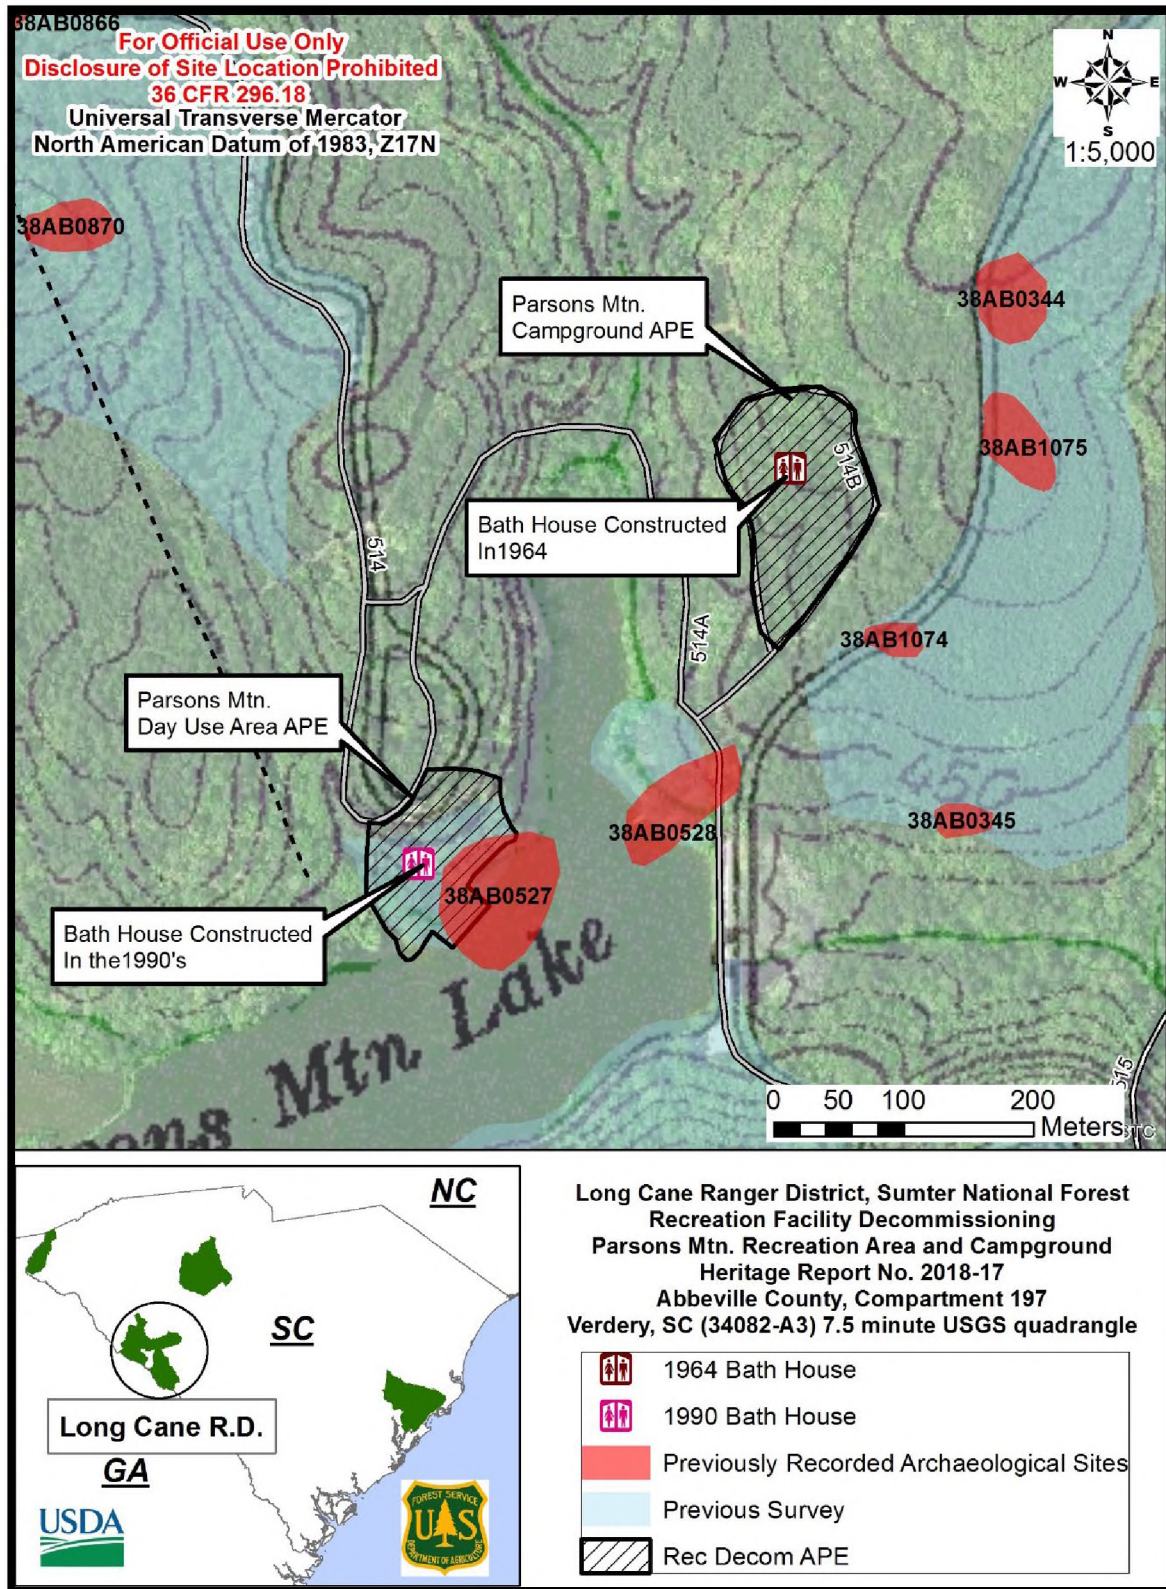 38AB0866
For Official Use Only
Disclosure of Site Location Prohibited
36 CFR 296.18
Universal Transverse Mercator
North American Datum of 1983, Z17N
N
W E
S
1:5,000
38AB0870
38AB0344
Parsons Mtn.
Campground APE
38AB1075
514B
Bath House Constructed
In1964
514
514A
38AB1074
Parsons Mtn.
Day Use Area APE
452
38AB0528
38AB0345
38AB0527
Bath House Constructed
In the1990's
ons Mtn Lake
515
0 50 100 200
Meters
NC
SC
Long Cane R.D.
GA
USDA
FOREST SERVICE
U S
DEPARTMENT OF AGRICULTURE
Long Cane Ranger District, Sumter National Forest
Recreation Facility Decommissioning
Parsons Mtn. Recreation Area and Campground
Heritage Report No. 2018-17
Abbeville County, Compartment 197
Verdery, SC (34082-A3) 7.5 minute USGS quadrangle
1964 Bath House
1990 Bath House
Previously Recorded Archaeological Sites
Previous Survey
Rec Decom APE